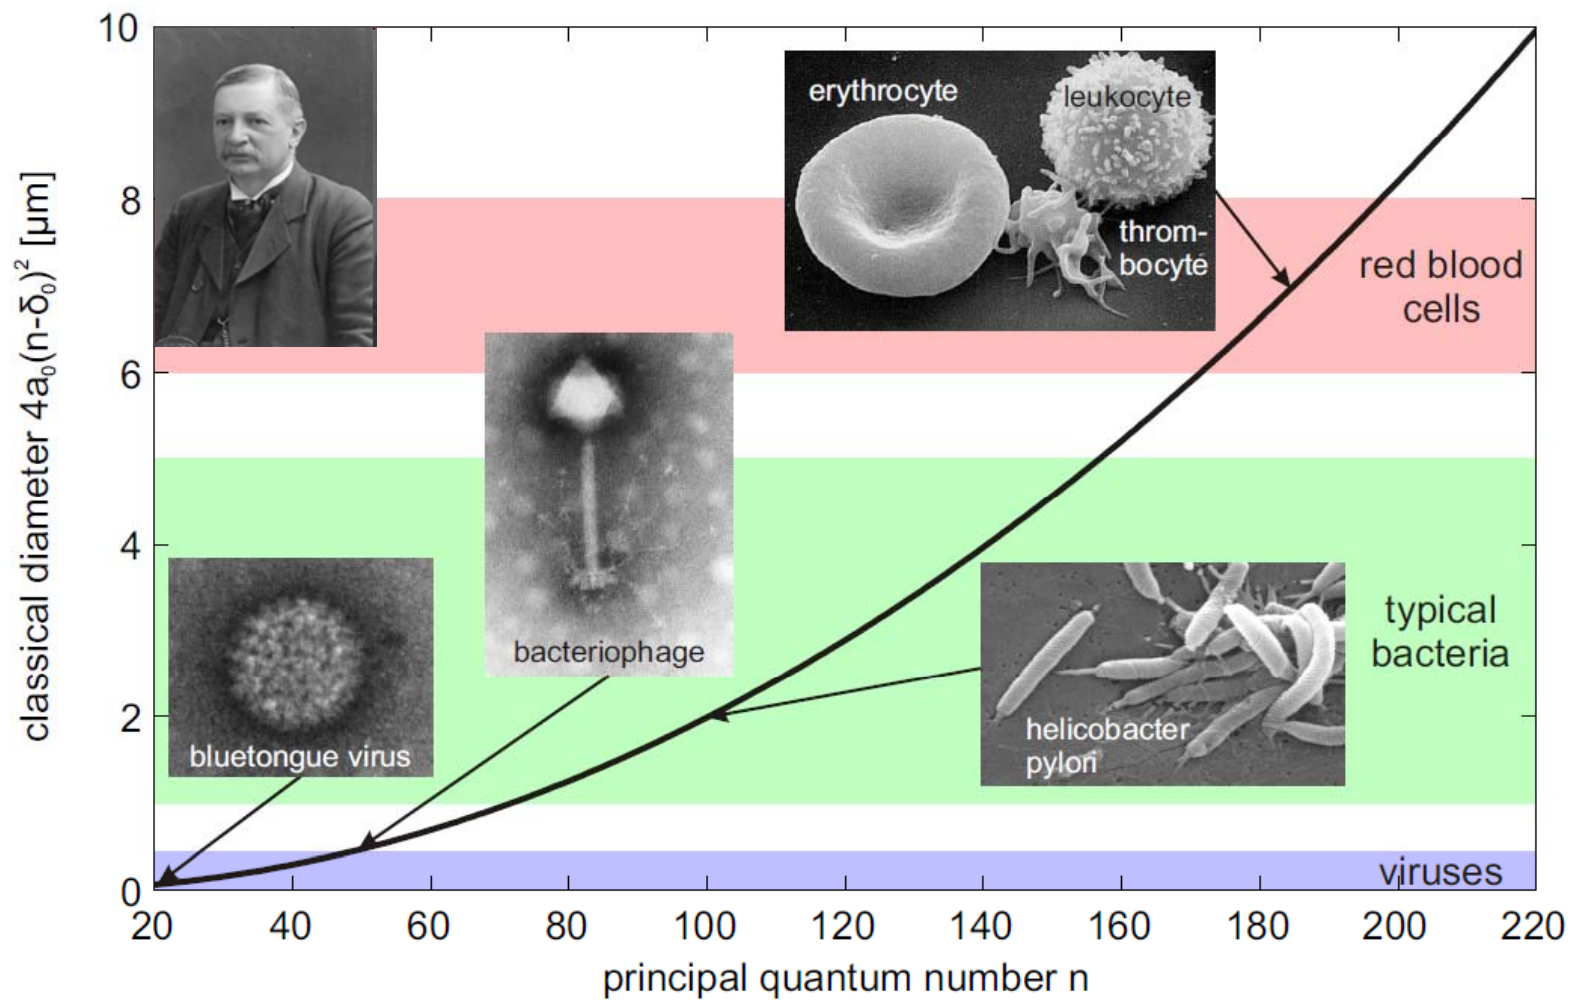 classical diameter 4a₀(n-δ₀)² [µm]
10
8
6
4
2
0
erythrocyte
leukocyte
throm-
bocyte
red blood
cells
bacteriophage
bluetongue virus
typical
bacteria
helicobacter
pylori
viruses
20 40 60 80 100 120 140 160 180 200 220
principal quantum number n